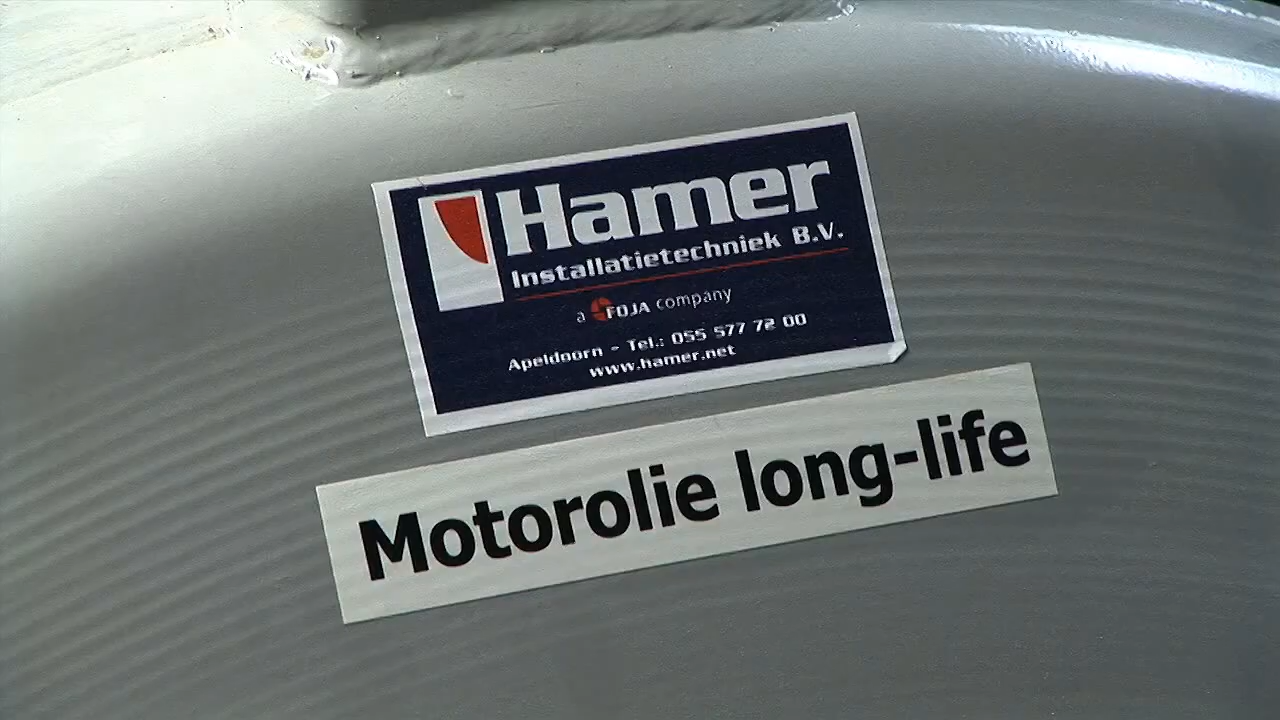 Hamer
Installatietechniek B.V.
a FOJA company
Apeldoorn - Tel.: 055 577 72 00
www.hamer.net
Motorolie long-life